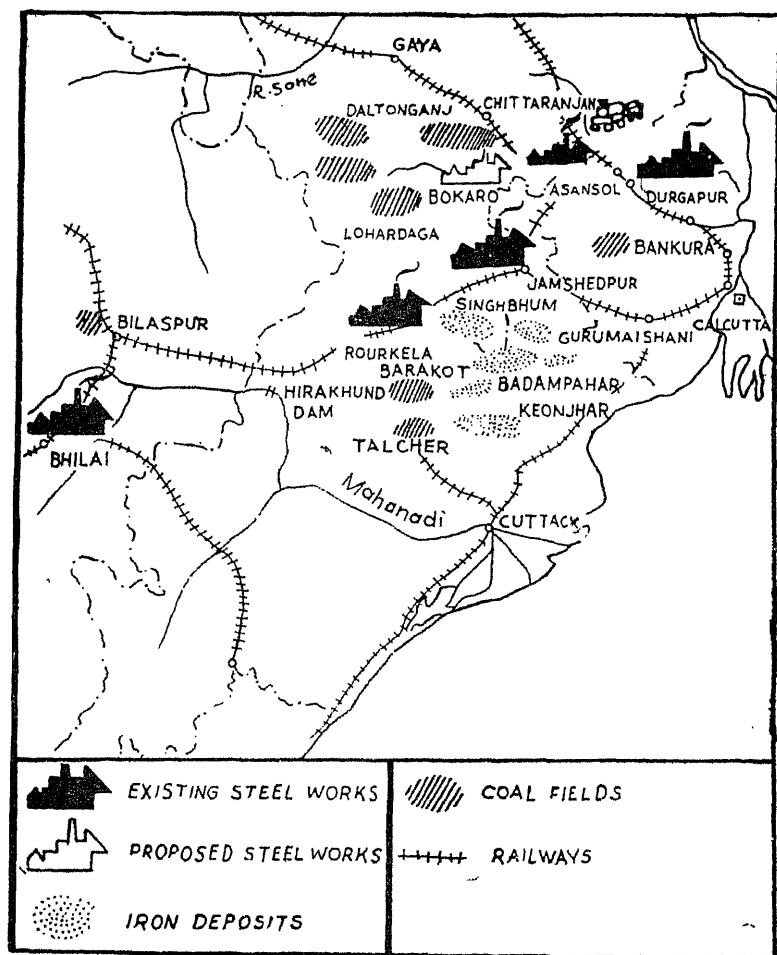 GAYA
R. Sone
DALTONGANJ
CHITTARANJAN
BOKARO
ASANSOL
DURGAPUR
LOHARDAGA
BANKURA
JAMSHEDPUR
SINGHBHUM
BILASPUR
GURUMAISHANI
CALCUTTA
ROURKELA
BARAKOT
HIRAKHUND
DAM
BADAMPAHAR
KEONJHAR
BHILAI
TALCHER
Mahanadi
CUTTACK
EXISTING STEEL WORKS
COAL FIELDS
PROPOSED STEEL WORKS
RAILWAYS
IRON DEPOSITS